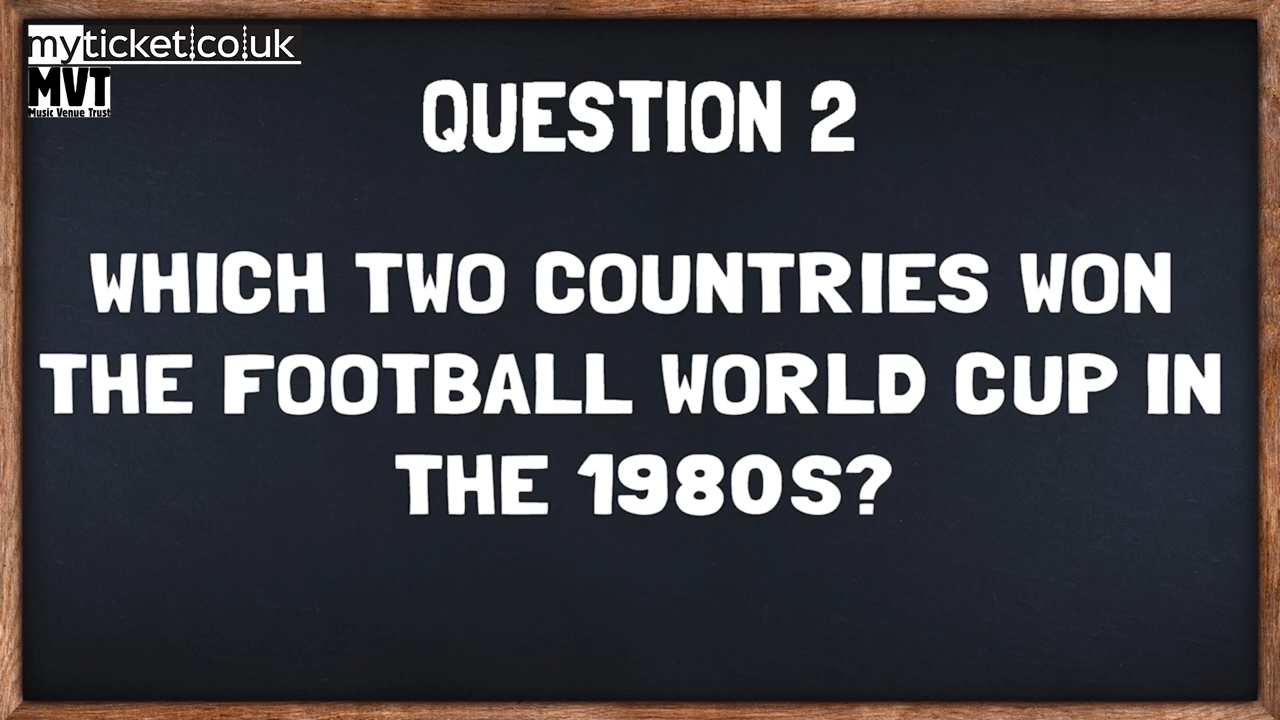 myticket.co.uk
MVT
Music Venue Trust
QUESTION 2
WHICH TWO COUNTRIES WON
THE FOOTBALL WORLD CUP IN
THE 1980S?